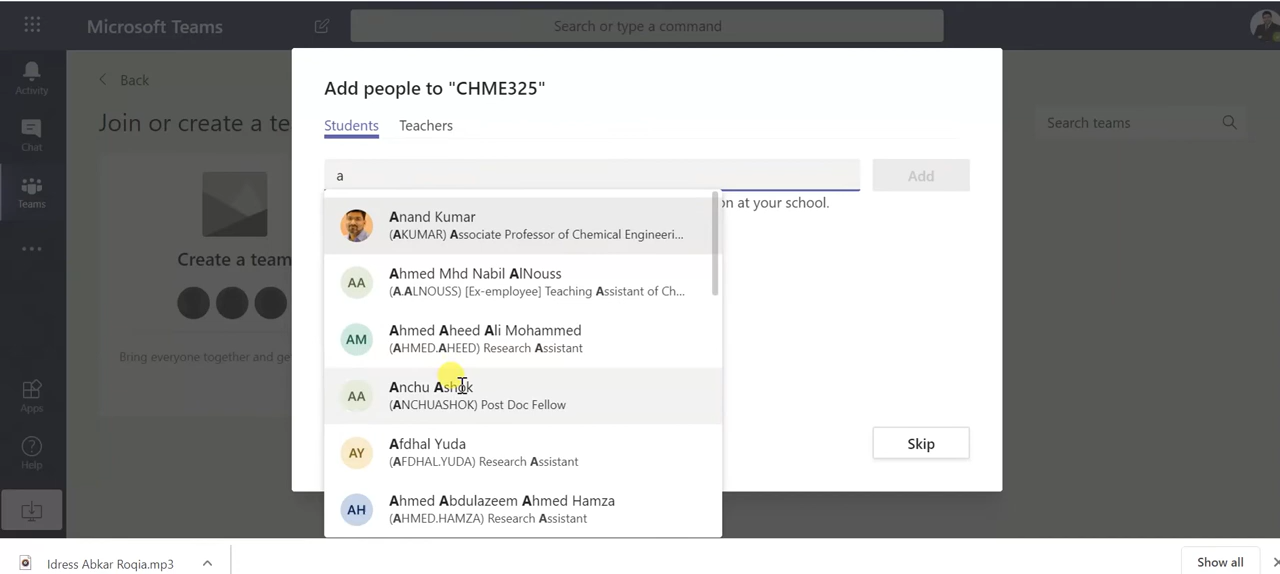 Microsoft Teams
Search or type a command
Activity
Chat
Teams
Apps
Help
Back
Join or create a te
Search teams
Create a team
Bring everyone together and ge
Add people to "CHME325"
Students Teachers
a
Add
on at your school.
Anand Kumar
(AKUMAR) Associate Professor of Chemical Engineeri...
AA
Ahmed Mhd Nabil AlNouss
(A.ALNOUSS) [Ex-employee] Teaching Assistant of Ch...
AM
Ahmed Aheed Ali Mohammed
(AHMED.AHEED) Research Assistant
AA
Anchu Ashok
(ANCHUASHOK) Post Doc Fellow
AY
Afdhal Yuda
(AFDHAL.YUDA) Research Assistant
AH
Ahmed Abdulazeem Ahmed Hamza
(AHMED.HAMZA) Research Assistant
Skip
Idress Abkar Roqia.mp3
Show all